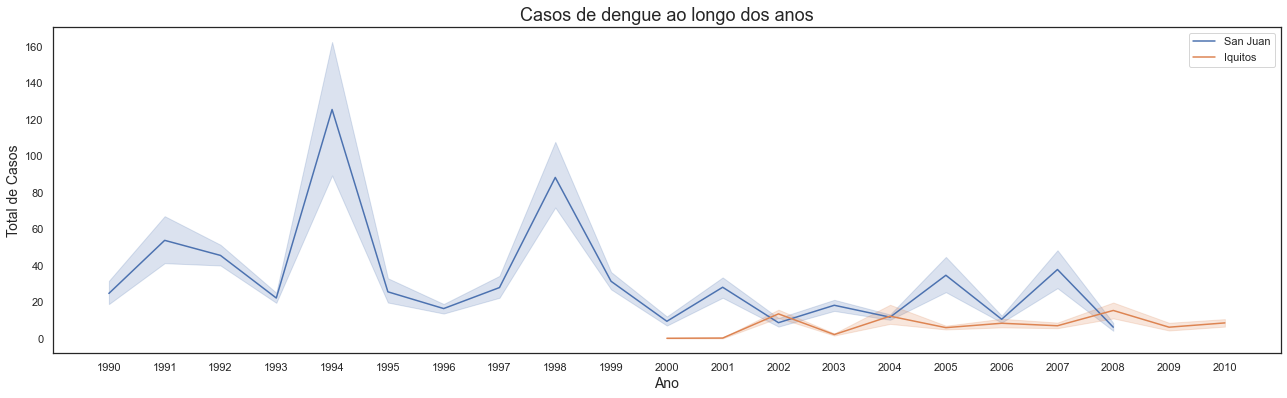 Casos de dengue ao longo dos anos
San Juan
Iquitos
Total de Casos
160
140
120
100
80
60
40
20
0
1990 1991 1992 1993 1994 1995 1996 1997 1998 1999 2000 2001 2002 2003 2004 2005 2006 2007 2008 2009 2010
Ano